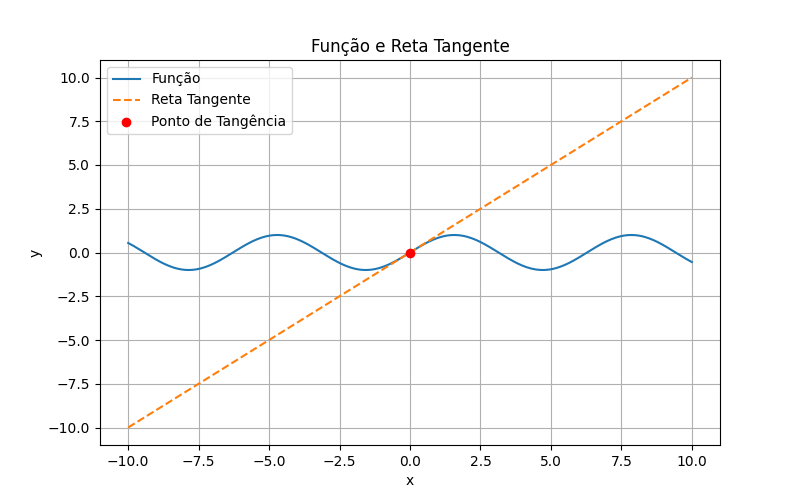 Função e Reta Tangente
Função
Reta Tangente
Ponto de Tangência
10.0
7.5
5.0
2.5
0.0
−2.5
−5.0
−7.5
−10.0
y
−10.0 −7.5 −5.0 −2.5 0.0 2.5 5.0 7.5 10.0
x